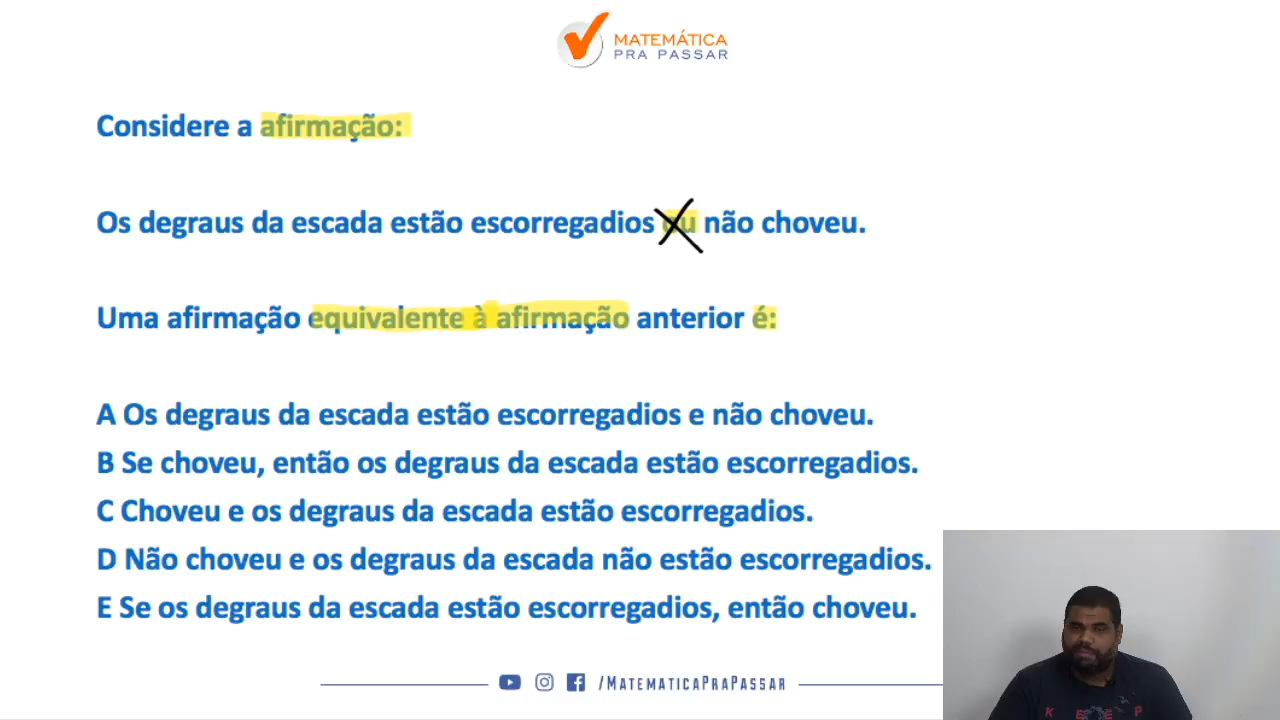 MATEMÁTICA
PRA PASSAR
Considere a afirmação:
Os degraus da escada estão escorregadios ou não choveu.
Uma afirmação equivalente à afirmação anterior é:
A Os degraus da escada estão escorregadios e não choveu.
B Se choveu, então os degraus da escada estão escorregadios.
C Choveu e os degraus da escada estão escorregadios.
D Não choveu e os degraus da escada não estão escorregadios.
E Se os degraus da escada estão escorregadios, então choveu.
/MATEMATICAPRAPASSAR
K E E P